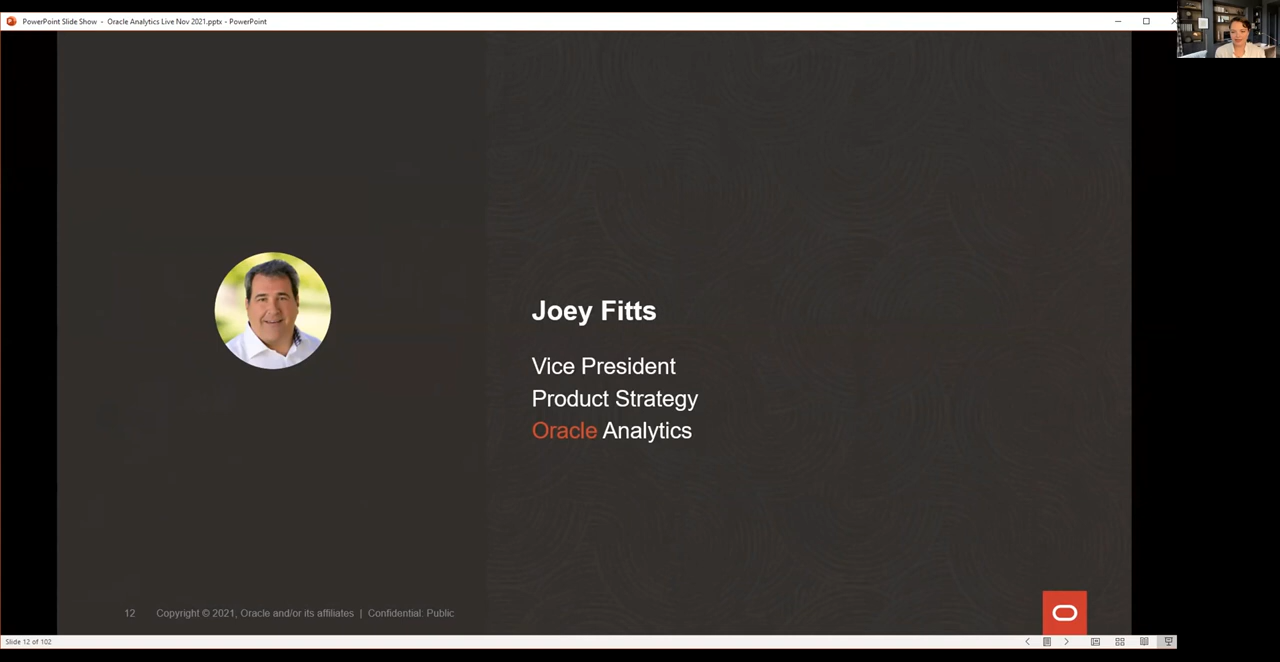 PowerPoint Slide Show - Oracle Analytics Live Nov 2021.pptx - PowerPoint
Joey Fitts
Vice President
Product Strategy
Oracle Analytics
12 Copyright © 2021, Oracle and/or its affiliates | Confidential: Public
Slide 12 of 102